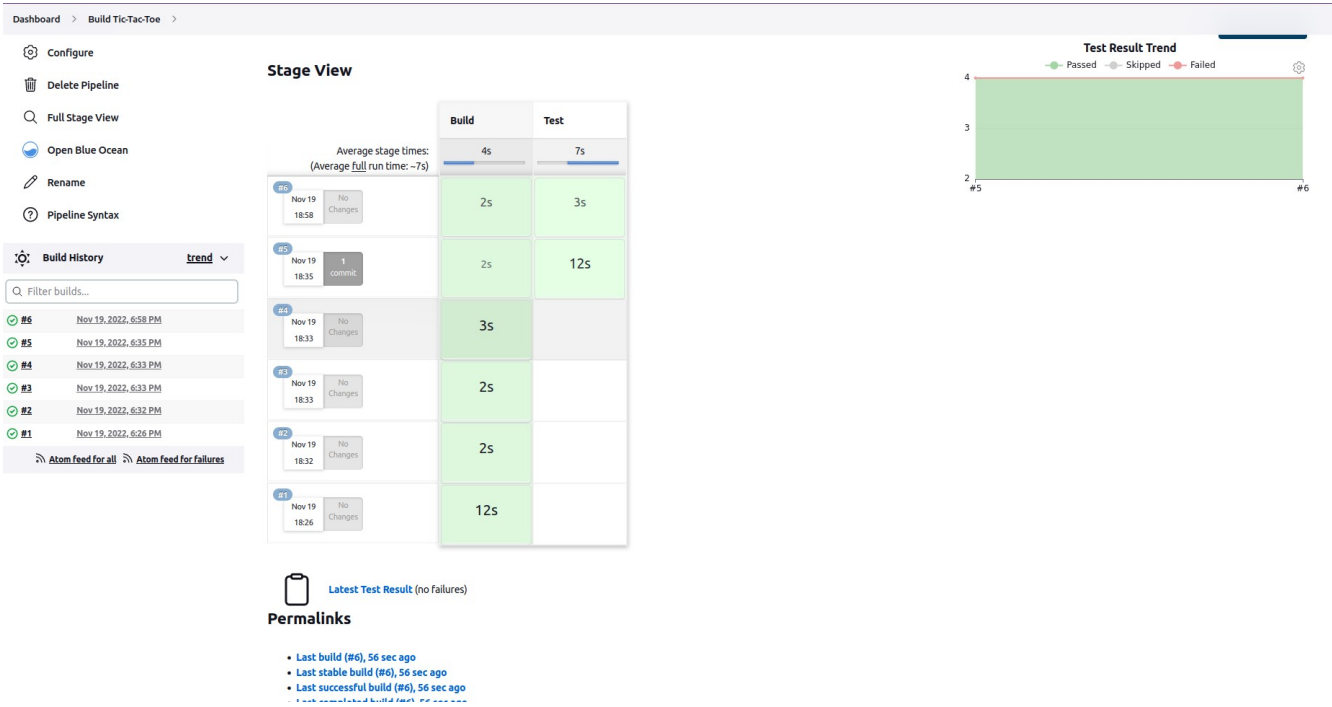 Dashboard > Build Tic-Tac-Toe >
Configure
Delete Pipeline
Full Stage View
Open Blue Ocean
Rename
Pipeline Syntax
Build History trend
Filter builds...
#6 Nov 19, 2022, 6:58 PM
#5 Nov 19, 2022, 6:35 PM
#4 Nov 19, 2022, 6:33 PM
#3 Nov 19, 2022, 6:33 PM
#2 Nov 19, 2022, 6:32 PM
#1 Nov 19, 2022, 6:26 PM
Atom feed for all Atom feed for failures
Stage View
Build Test
Average stage times: 4s 7s
(Average full run time: ~7s)
#6
Nov 19 No
18:58 Changes
2s 3s
#5
Nov 19 1
18:35 commit
2s 12s
#4
Nov 19 No
18:33 Changes
3s
#3
Nov 19 No
18:33 Changes
2s
#2
Nov 19 No
18:32 Changes
2s
#1
Nov 19 No
18:26 Changes
12s
Latest Test Result (no failures)
Permalinks
• Last build (#6), 56 sec ago
• Last stable build (#6), 56 sec ago
• Last successful build (#6), 56 sec ago
• Last completed build (#6), 56 sec ago
Test Result Trend
Passed Skipped Failed
4
3
2
#5 #6